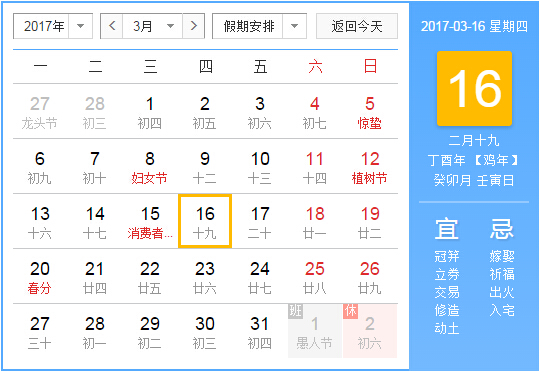 2017年 < 3月 > 假期安排 返回今天
一 二 三 四 五 六 日
27 28 1 2 3 4 5
龙头节 初三 初四 初五 初六 初七 惊蛰
6 7 8 9 10 11 12
初九 初十 妇女节 十二 十三 十四 植树节
13 14 15 16 17 18 19
十六 十七 消费者... 十九 二十 廿一 廿二
20 21 22 23 24 25 26
春分 廿四 廿五 廿六 廿七 廿八 廿九
27 28 29 30 31 班 1 休 2
三十 初一 初二 初三 初四 愚人节 初六
2017-03-16 星期四
16
二月十九
丁酉年 【鸡年】
癸卯月 壬寅日
宜 忌
冠笄 嫁娶
立券 祈福
交易 出火
修造 入宅
动土